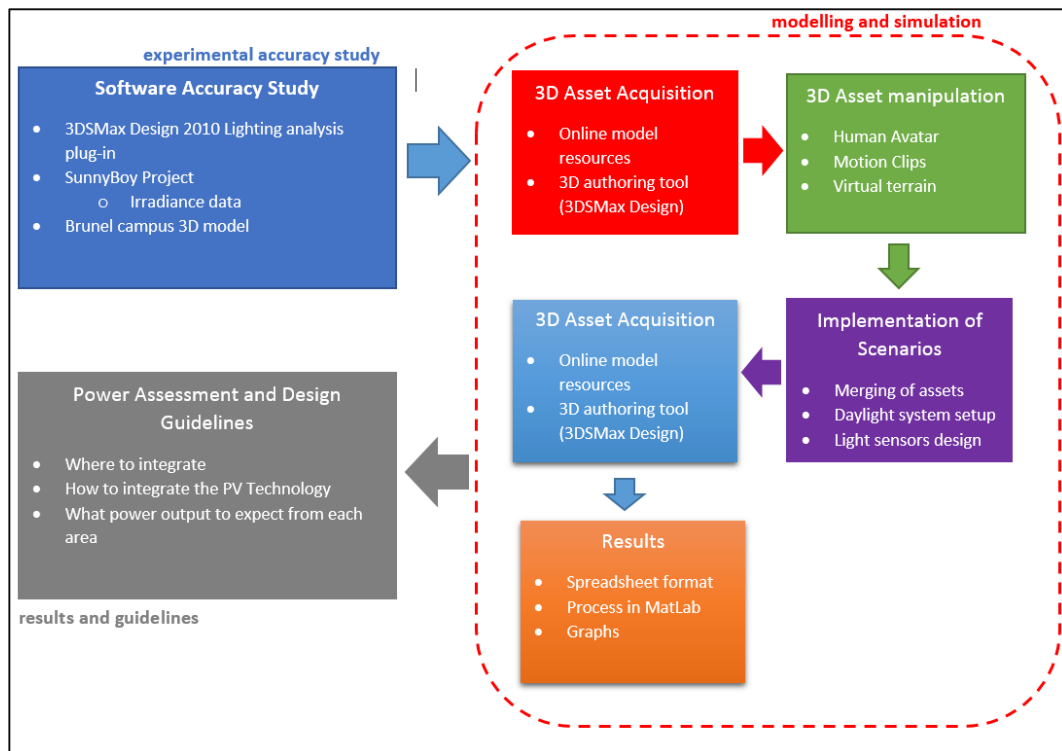 experimental accuracy study
Software Accuracy Study
• 3DSMax Design 2010 Lighting analysis
plug-in
• SunnyBoy Project
o Irradiance data
• Brunel campus 3D model
modelling and simulation
3D Asset Acquisition
• Online model
resources
• 3D authoring tool
(3DSMax Design)
3D Asset manipulation
• Human Avatar
• Motion Clips
• Virtual terrain
Implementation of
Scenarios
• Merging of assets
• Daylight system setup
• Light sensors design
3D Asset Acquisition
• Online model
resources
• 3D authoring tool
(3DSMax Design)
Results
• Spreadsheet format
• Process in MatLab
• Graphs
Power Assessment and Design
Guidelines
• Where to integrate
• How to integrate the PV Technology
• What power output to expect from each
area
results and guidelines